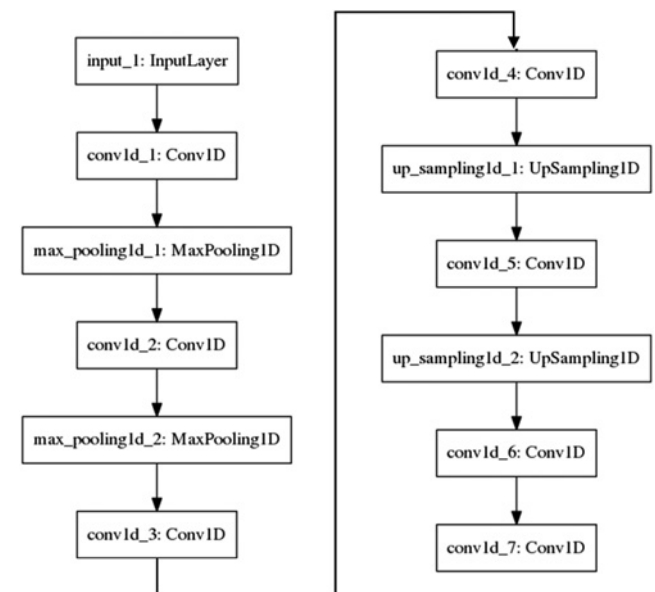 input_1: InputLayer
conv1d_1: Conv1D
max_pooling1d_1: MaxPooling1D
conv1d_2: Conv1D
max_pooling1d_2: MaxPooling1D
conv1d_3: Conv1D
conv1d_4: Conv1D
up_sampling1d_1: UpSampling1D
conv1d_5: Conv1D
up_sampling1d_2: UpSampling1D
conv1d_6: Conv1D
conv1d_7: Conv1D